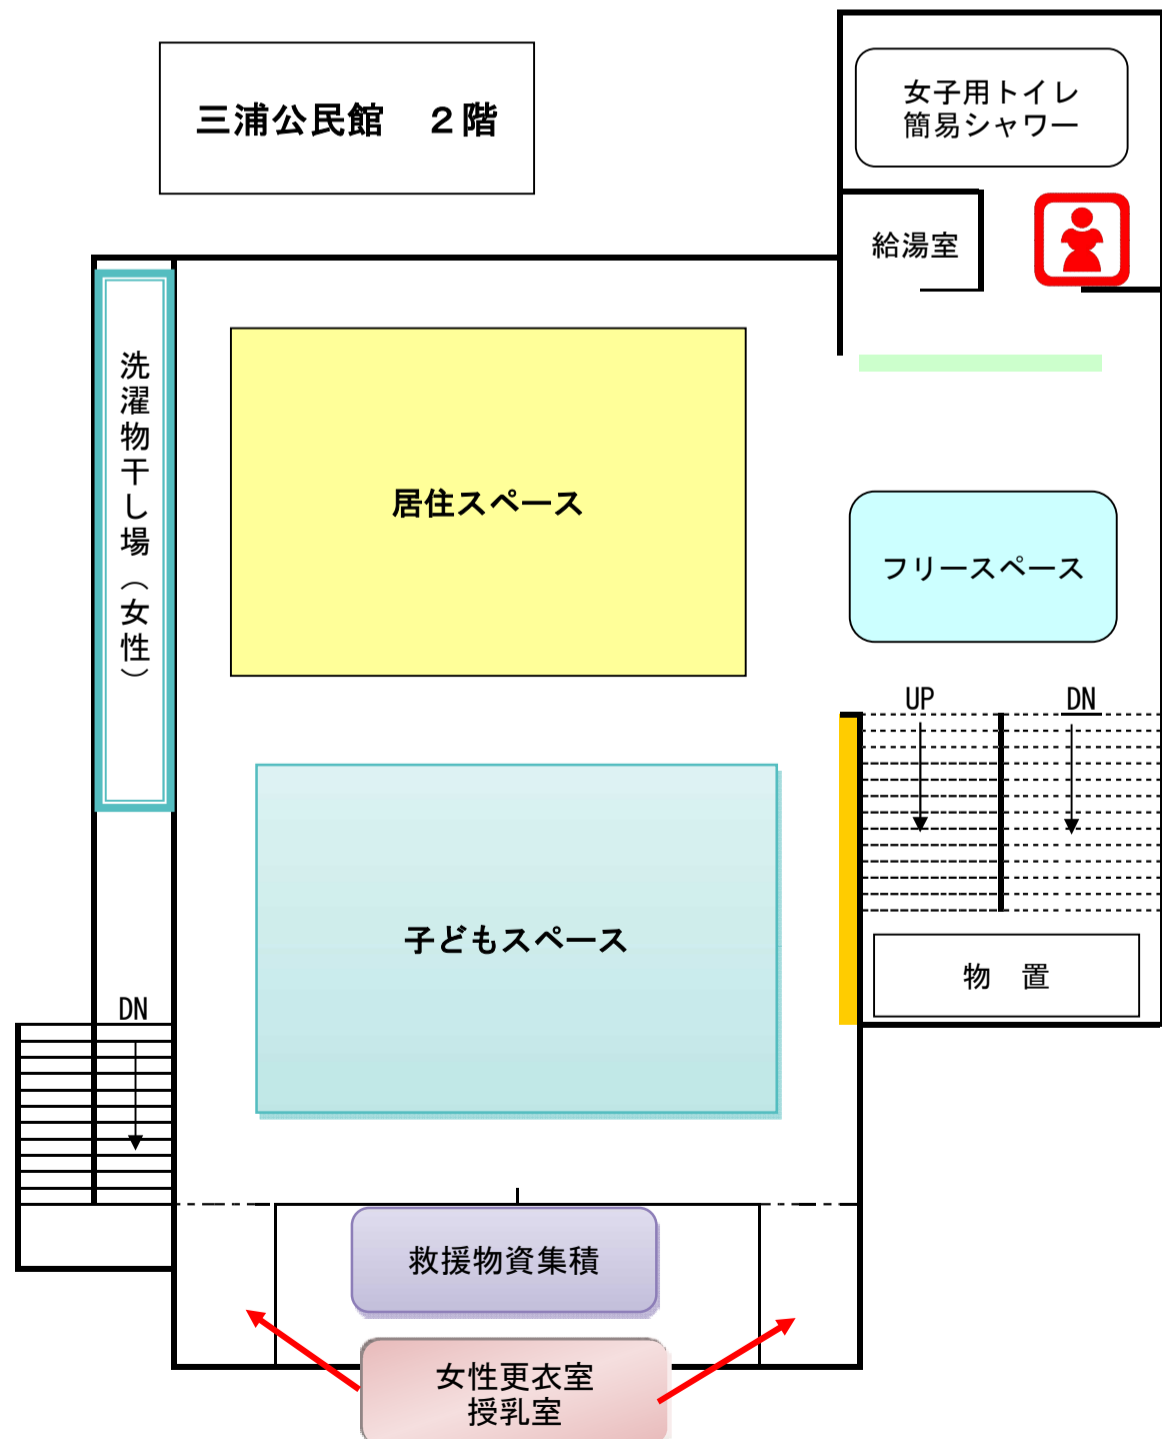 三浦公民館　２階
女子用トイレ
簡易シャワー
給湯室
洗濯物干し場（女性）
居住スペース
フリースペース
UP
DN
子どもスペース
物　置
DN
救援物資集積
女性更衣室
授乳室